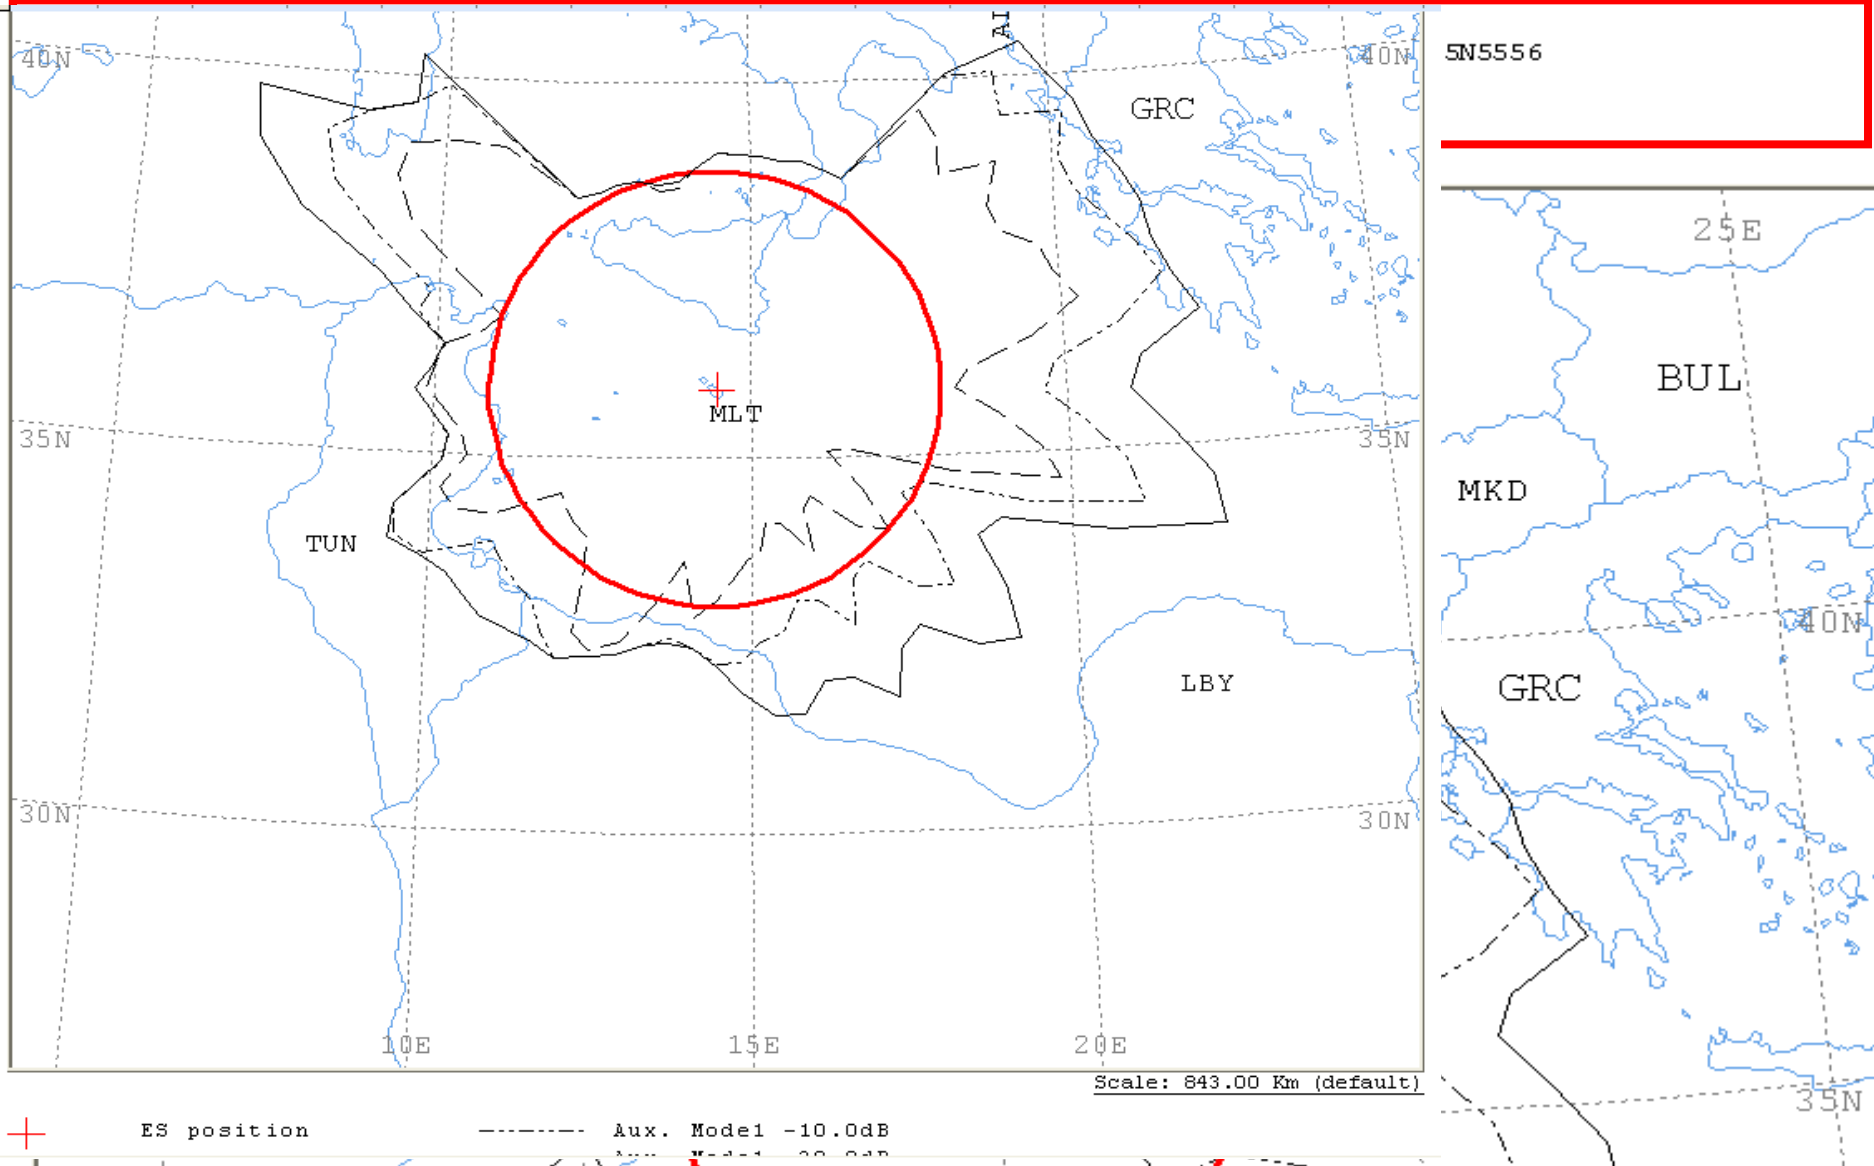 5N5556
40N
40N
GRC
25E
BUL
MLT
35N
35N
MKD
TUN
40N
LBY
GRC
30N
30N
10E
15E
20E
Scale: 843.00 Km (default)
35N
ES position
Aux. Mode1 -10.0dB